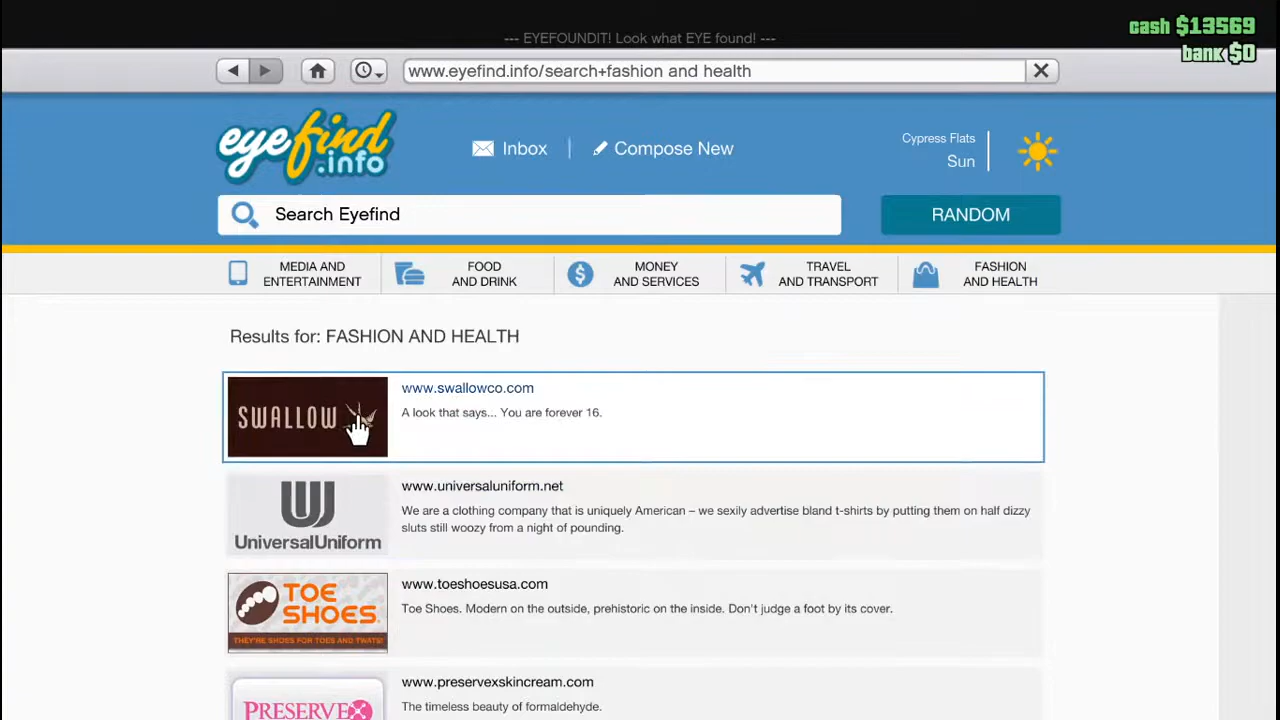 cash $13569
--- EYEFOUNDIT! Look what EYE found! ---
bank $0
www.eyefind.info/search+fashion and health
eyefind
.info
Inbox
Compose New
Cypress Flats
Sun
Search Eyefind
RANDOM
MEDIA AND
ENTERTAINMENT
FOOD
AND DRINK
MONEY
AND SERVICES
TRAVEL
AND TRANSPORT
FASHION
AND HEALTH
Results for: FASHION AND HEALTH
SWALLOW
www.swallowco.com
A look that says... You are forever 16.
UniversalUniform
www.universaluniform.net
We are a clothing company that is uniquely American – we sexily advertise bland t-shirts by putting them on half dizzy
sluts still woozy from a night of pounding.
TOE
SHOES
THEY'RE SHOES FOR TOES AND TWATS!
www.toeshoesusa.com
Toe Shoes. Modern on the outside, prehistoric on the inside. Don't judge a foot by its cover.
PRESERVEX
www.preservexskincream.com
The timeless beauty of formaldehyde.